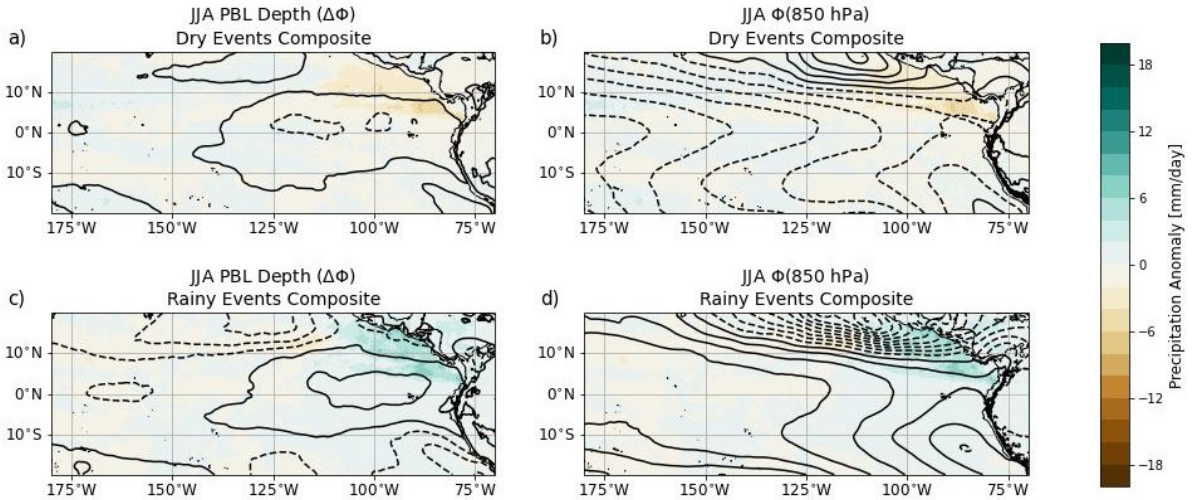 a)
JJA PBL Depth (ΔΦ)
Dry Events Composite
10°N
0°N
10°S
175°W 150°W 125°W 100°W 75°W
b)
JJA Φ(850 hPa)
Dry Events Composite
10°N
0°N
10°S
175°W 150°W 125°W 100°W 75°W
c)
JJA PBL Depth (ΔΦ)
Rainy Events Composite
10°N
0°N
10°S
175°W 150°W 125°W 100°W 75°W
d)
JJA Φ(850 hPa)
Rainy Events Composite
10°N
0°N
10°S
175°W 150°W 125°W 100°W 75°W
18
12
6
0
−6
−12
−18
Precipitation Anomaly [mm/day]